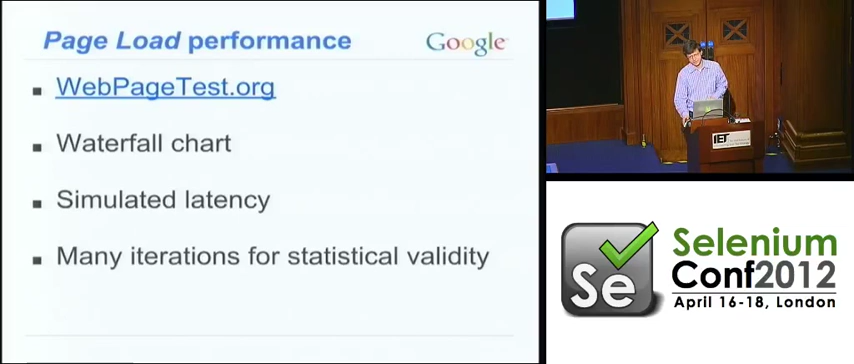 Page Load performance
Google
WebPageTest.org
Waterfall chart
Simulated latency
Many iterations for statistical validity
IET
Se
Selenium
Conf2012
April 16-18, London